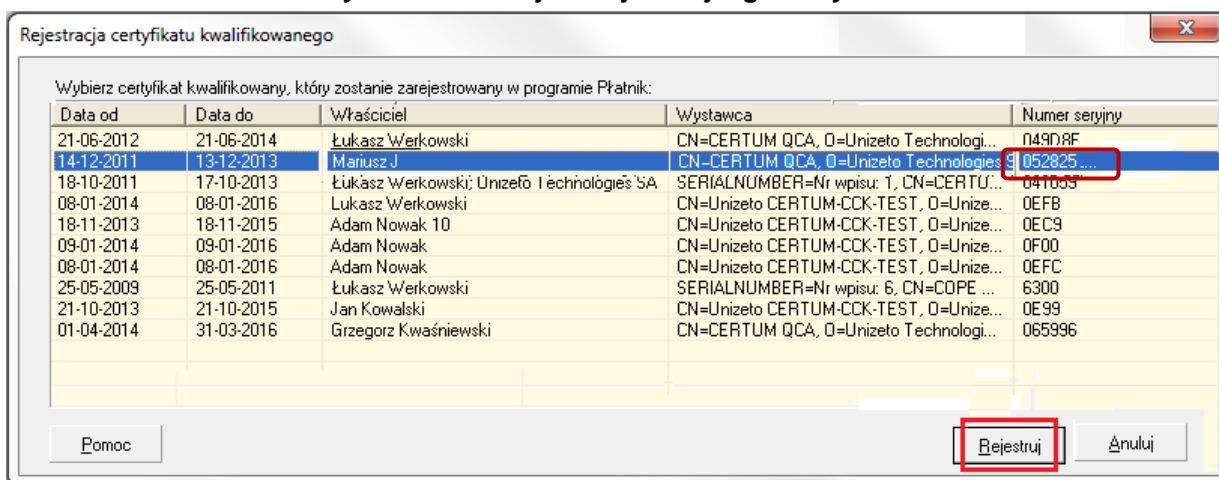 Rejestracja certyfikatu kwalifikowanego
Wybierz certyfikat kwalifikowany, który zostanie zarejestrowany w programie Płatnik:
Data od Data do Właściciel Wystawca Numer seryjny
21-06-2012 21-06-2014 Łukasz Werkowski CN=CERTUM QCA, O=Unizeto Technologi... 049D8F
14-12-2011 13-12-2013 Mariusz J CN=CERTUM QCA, O=Unizeto Technologies S 052825 ....
18-10-2011 17-10-2013 Łukasz Werkowski; Unizeto Technologies SA SERIALNUMBER=Nr wpisu: 1, CN=CERTU... 041D59
08-01-2014 08-01-2016 Lukasz Werkowski CN=Unizeto CERTUM-CCK-TEST, O=Unize... 0EFB
18-11-2013 18-11-2015 Adam Nowak 10 CN=Unizeto CERTUM-CCK-TEST, O=Unize... 0EC9
09-01-2014 09-01-2016 Adam Nowak CN=Unizeto CERTUM-CCK-TEST, O=Unize... 0F00
08-01-2014 08-01-2016 Adam Nowak CN=Unizeto CERTUM-CCK-TEST, O=Unize... 0EFC
25-05-2009 25-05-2011 Łukasz Werkowski SERIALNUMBER=Nr wpisu: 6, CN=COPE ... 6300
21-10-2013 21-10-2015 Jan Kowalski CN=Unizeto CERTUM-CCK-TEST, O=Unize... 0E99
01-04-2014 31-03-2016 Grzegorz Kwaśniewski CN=CERTUM QCA, O=Unizeto Technologi... 065996
Pomoc Rejestruj Anuluj